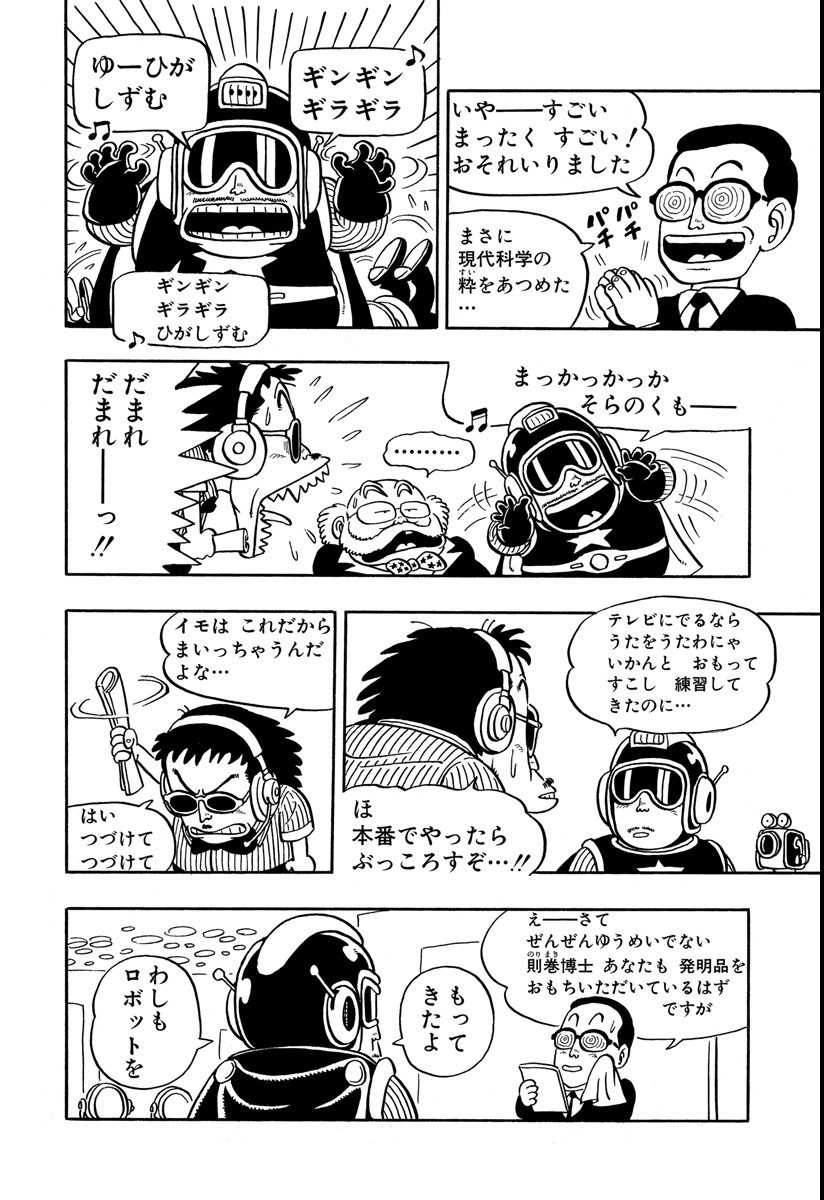 いや――すごい
まったく すごい!
おそれいりました
まさに
現代科学の
粋をあつめた
…
すい
パチ
パチ
ギンギン
ギラギラ
ゆーひが
しずむ
ギンギン
ギラギラ
ひがしずむ
まっかっかっか
そらのくも――
………
だまれ
だまれ――っ!!
テレビにでるなら
うたをうたわにゃ
いかんと おもって
すこし 練習して
きたのに…
ほ
本番でやったら
ぶっころすぞ…!!
イモは これだから
まいっちゃうんだ
よな…
はい
つづけて
つづけて
え――さて
ぜんぜんゆうめいでない
則巻博士 あなたも 発明品を
のりまき
おもちいただいているはず
ですが
もって
きたよ
わしも
ロボットを